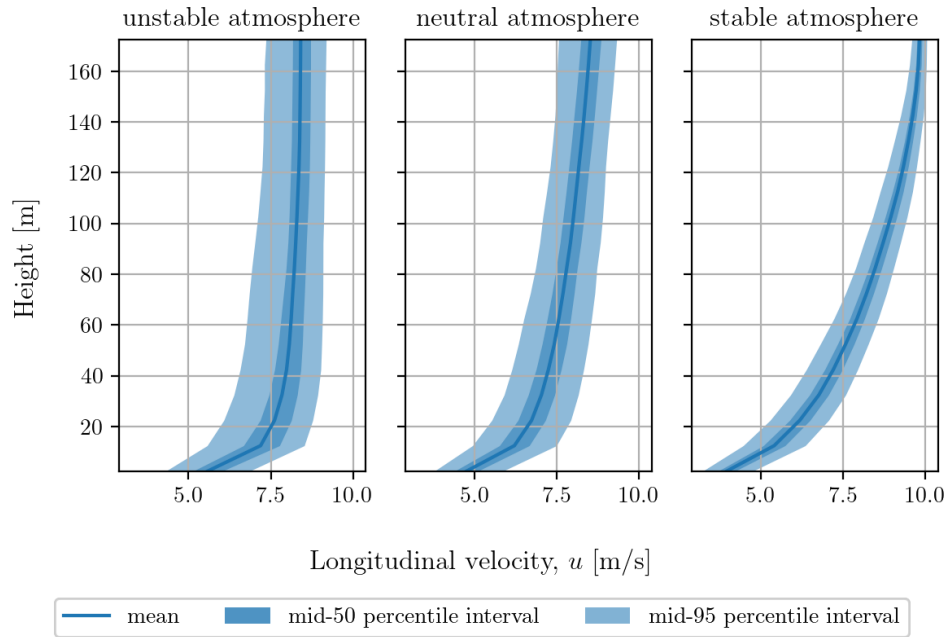 unstable atmosphere neutral atmosphere stable atmosphere
160
140
120
100
80
60
40
20
Height [m]
5.0 7.5 10.0 5.0 7.5 10.0 5.0 7.5 10.0
Longitudinal velocity, u [m/s]
mean mid-50 percentile interval mid-95 percentile interval